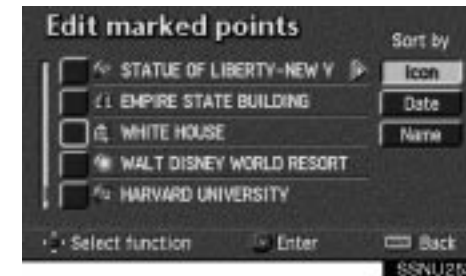 Edit marked points
Sort by
STATUE OF LIBERTY-NEW Y
Icon
EMPIRE STATE BUILDING
Date
WHITE HOUSE
Name
WALT DISNEY WORLD RESORT
HARVARD UNIVERSITY
Select function
Enter
Back